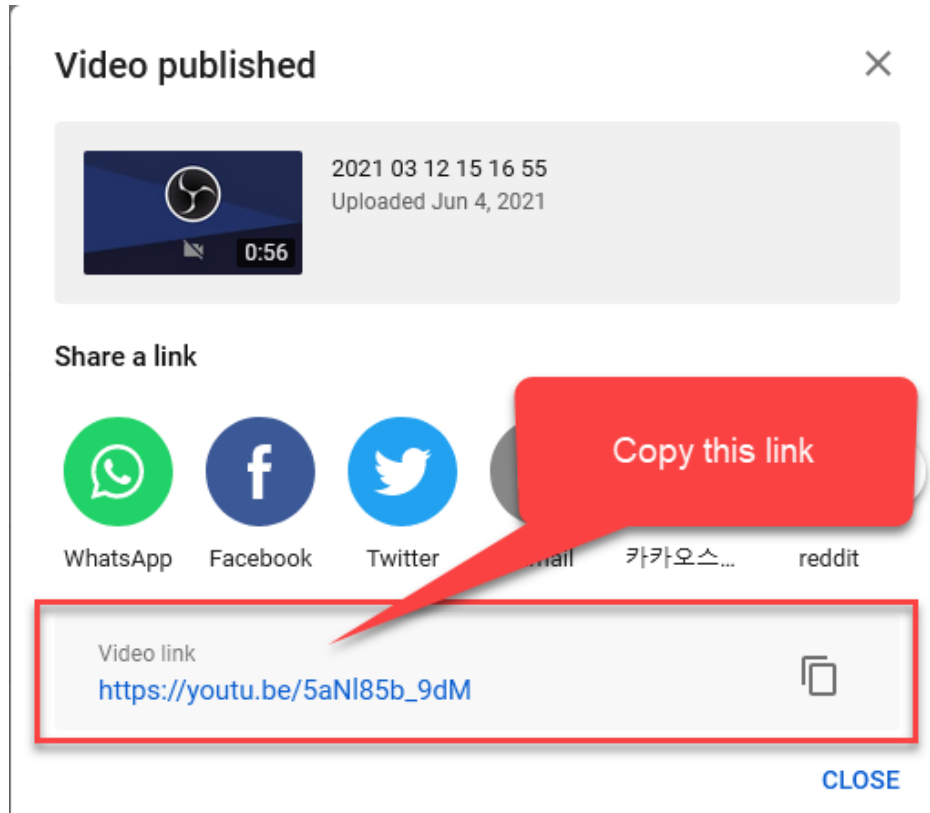 Video published
2021 03 12 15 16 55
Uploaded Jun 4, 2021
0:56
Share a link
Copy this link
WhatsApp Facebook Twitter 카카오스... reddit
Video link
https://youtu.be/5aNl85b_9dM
CLOSE